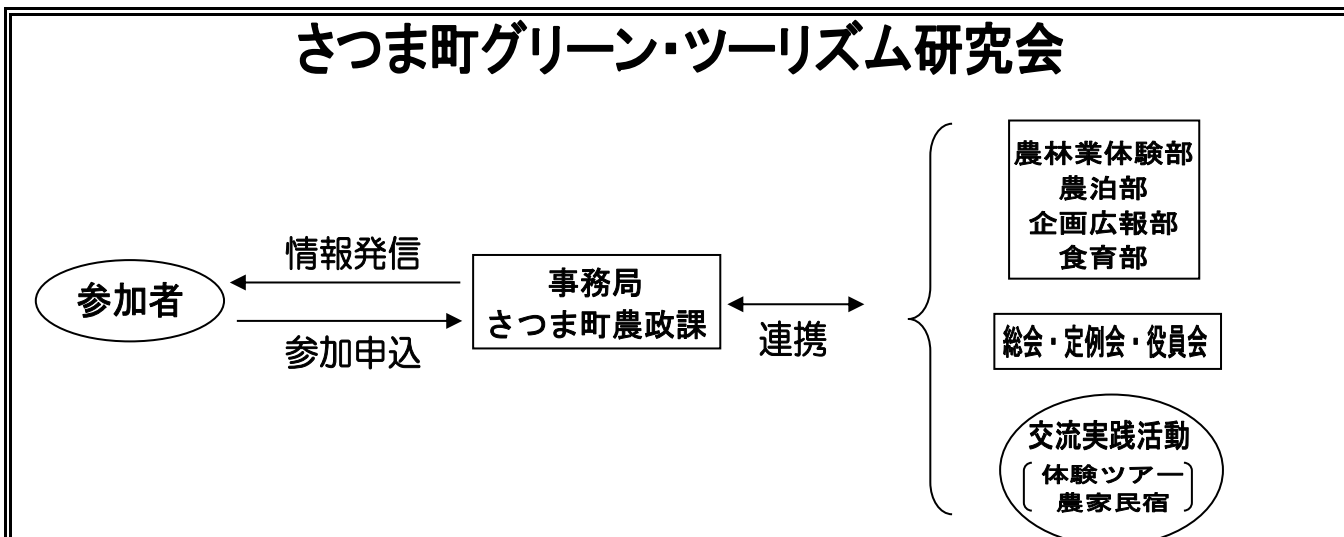 さつま町グリーン・ツーリズム研究会
農林業体験部
農泊部
企画広報部
食育部
情報発信
参加者
事務局
さつま町農政課
参加申込
連携
総会・定例会・役員会
交流実践活動
体験ツアー
農家民宿